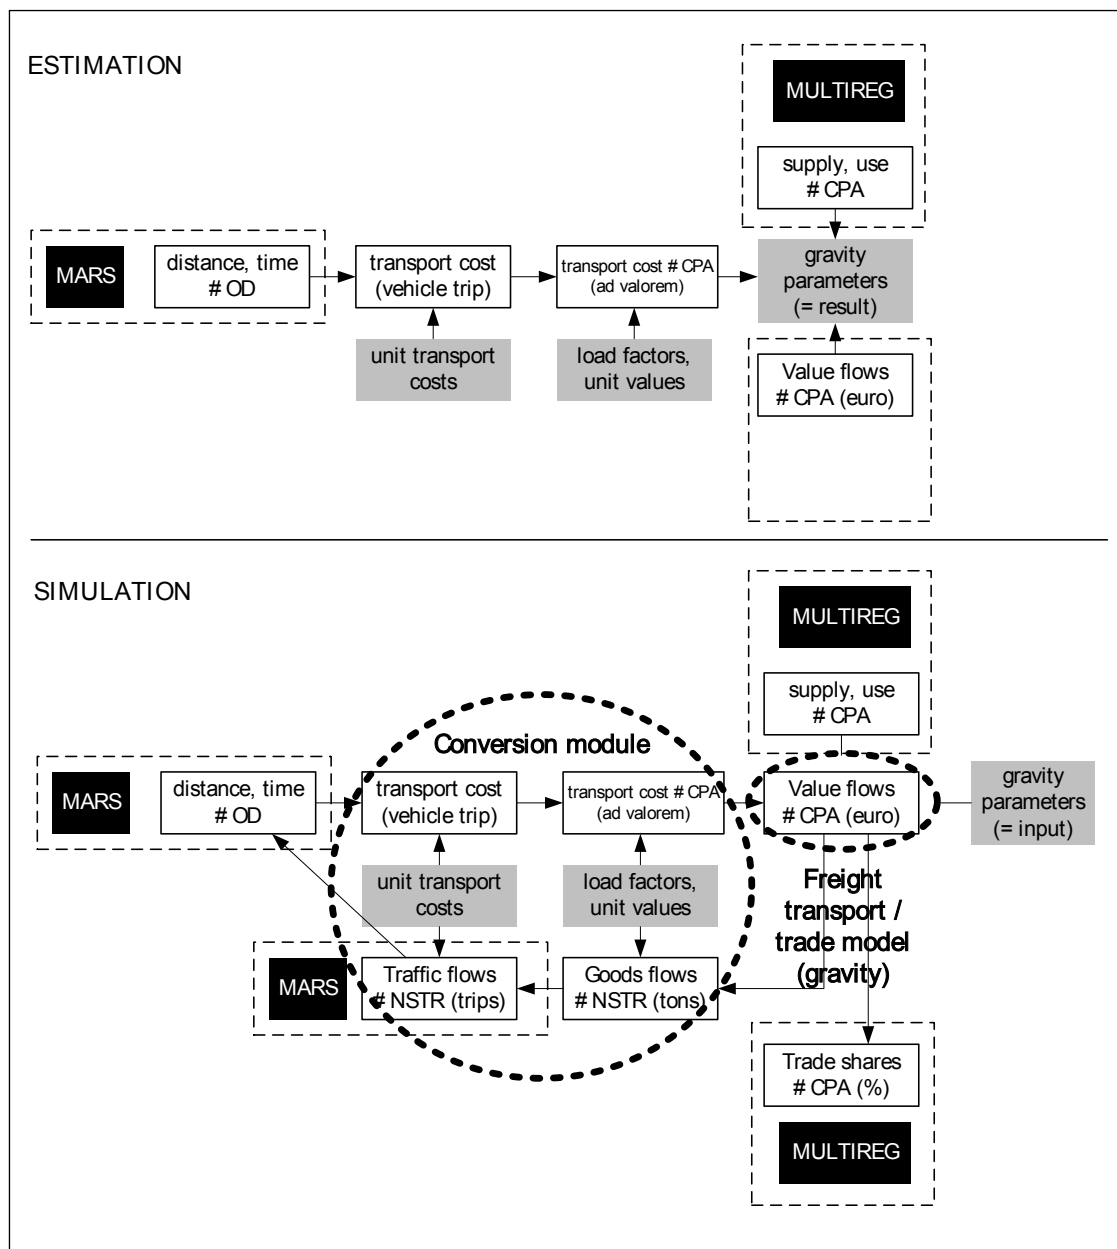 ESTIMATION
MULTIREG
supply, use
# CPA
MARS
distance, time
# OD
transport cost
(vehicle trip)
transport cost # CPA
(ad valorem)
gravity
parameters
(= result)
unit transport
costs
load factors,
unit values
Value flows
# CPA (euro)
SIMULATION
MULTIREG
supply, use
# CPA
Conversion module
MARS
distance, time
# OD
transport cost
(vehicle trip)
transport cost # CPA
(ad valorem)
Value flows
# CPA (euro)
gravity
parameters
(= input)
unit transport
costs
load factors,
unit values
Freight
transport /
trade model
(gravity)
MARS
Traffic flows
# NSTR (trips)
Goods flows
# NSTR (tons)
Trade shares
# CPA (%)
MULTIREG